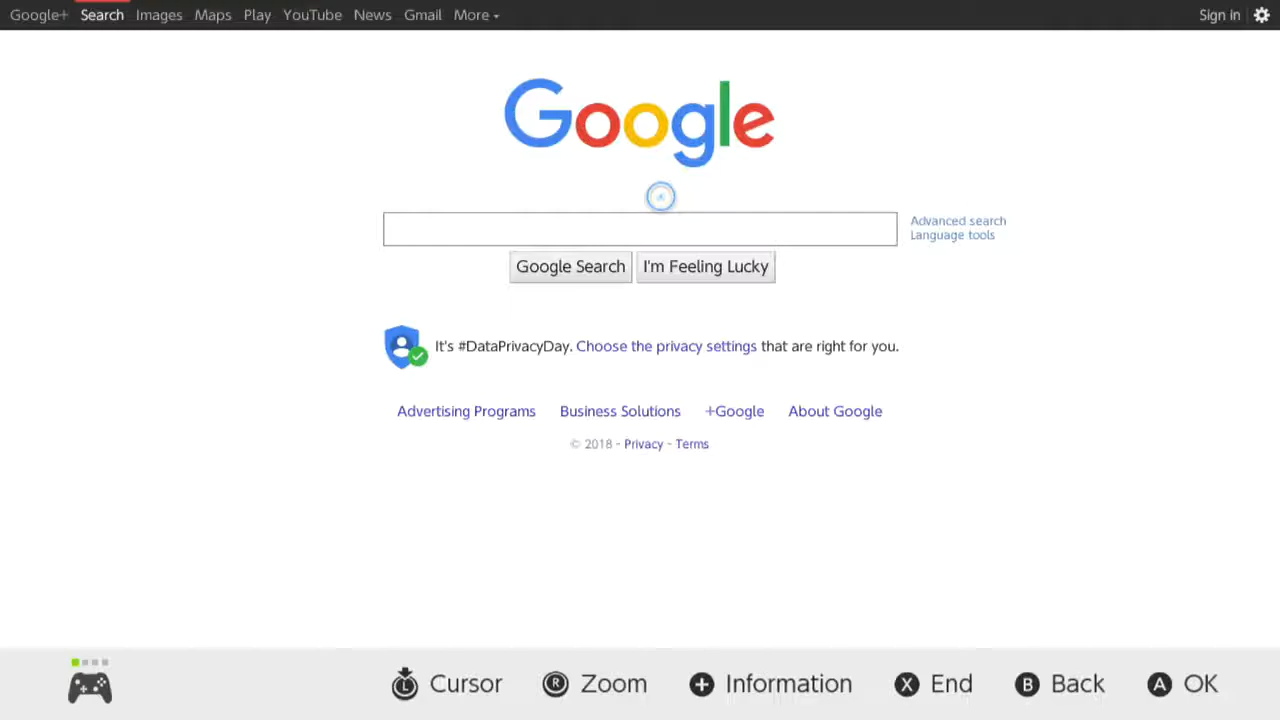 Google+ Search Images Maps Play YouTube News Gmail More Sign in
Google
Advanced search
Language tools
Google Search I'm Feeling Lucky
It's #DataPrivacyDay. Choose the privacy settings that are right for you.
Advertising Programs Business Solutions +Google About Google
© 2018 - Privacy - Terms
L Cursor R Zoom + Information X End B Back A OK